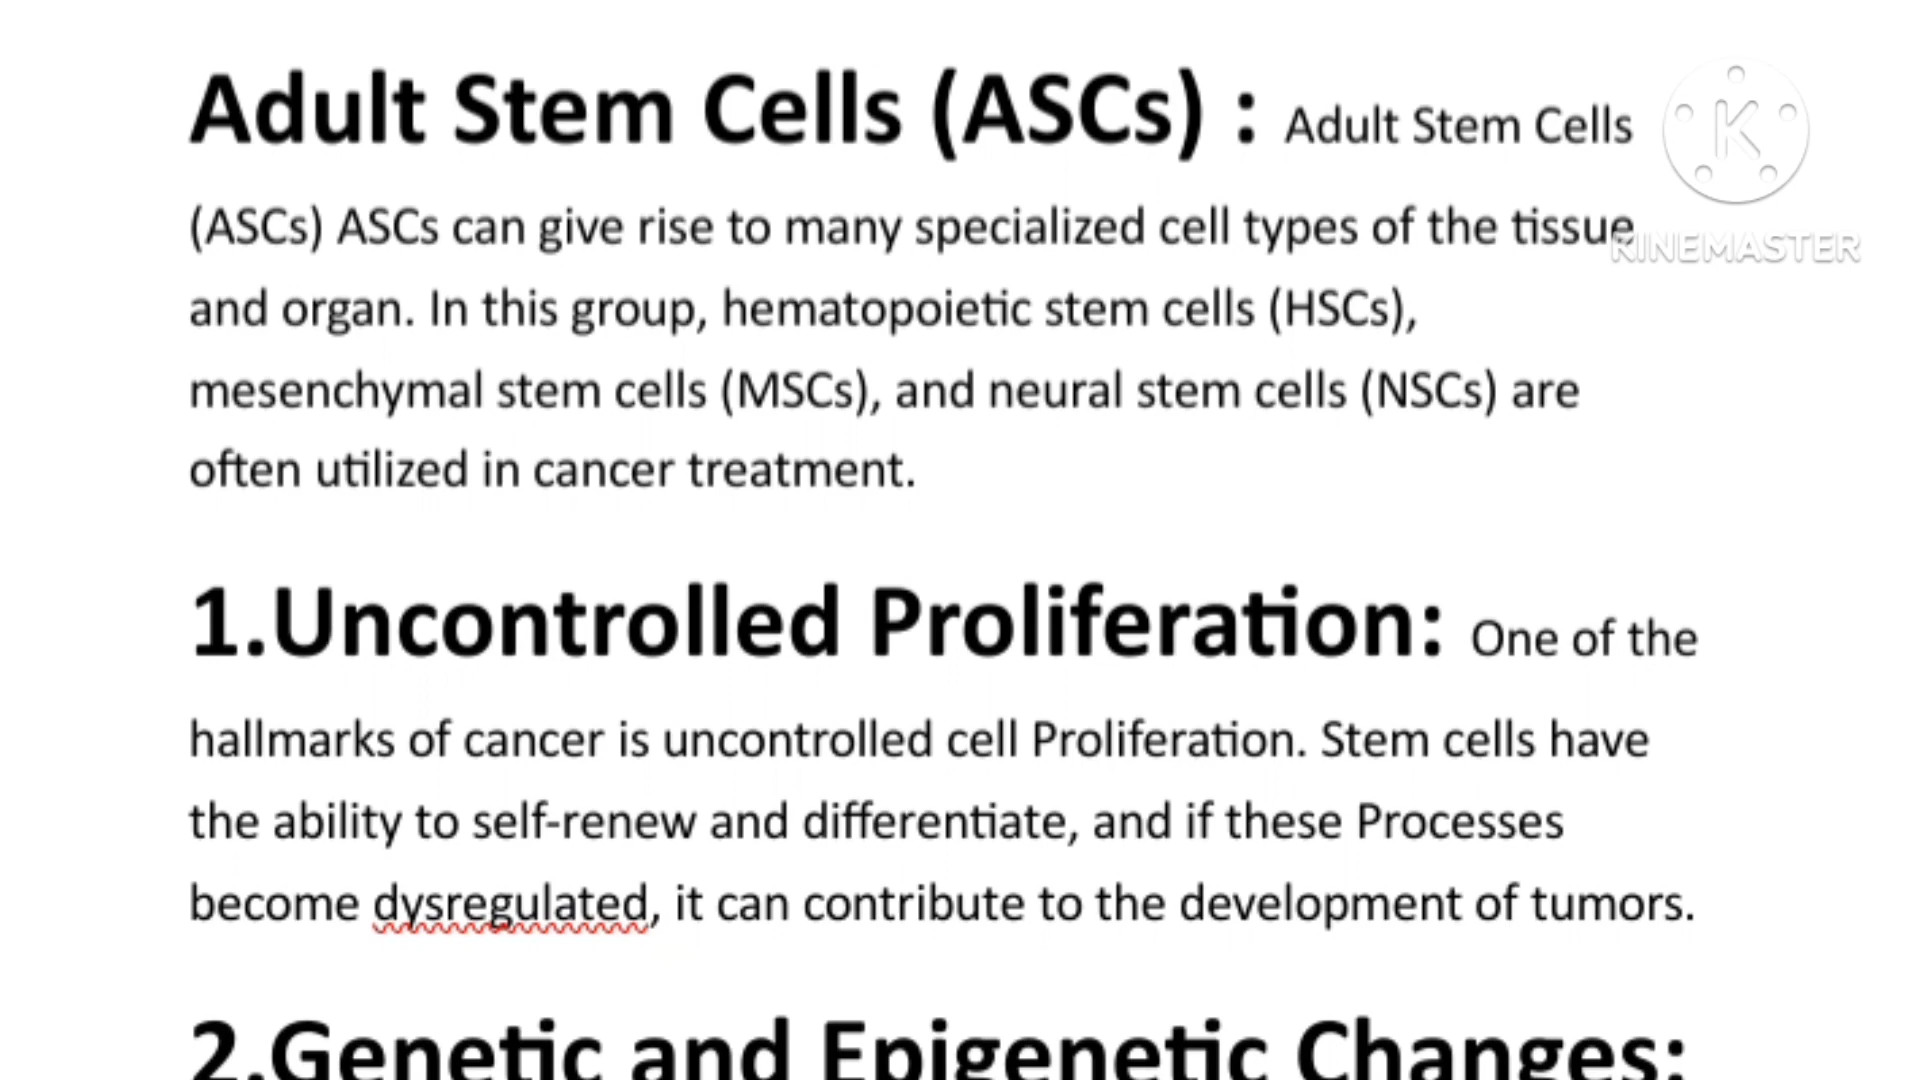 Adult Stem Cells (ASCs) : Adult Stem Cells
(ASCs) ASCs can give rise to many specialized cell types of the tissue
and organ. In this group, hematopoietic stem cells (HSCs),
mesenchymal stem cells (MSCs), and neural stem cells (NSCs) are
often utilized in cancer treatment.
1.Uncontrolled Proliferation: One of the
hallmarks of cancer is uncontrolled cell Proliferation. Stem cells have
the ability to self-renew and differentiate, and if these Processes
become dysregulated, it can contribute to the development of tumors.
2.Genetic and Epigenetic Changes:
K
KINEMASTER